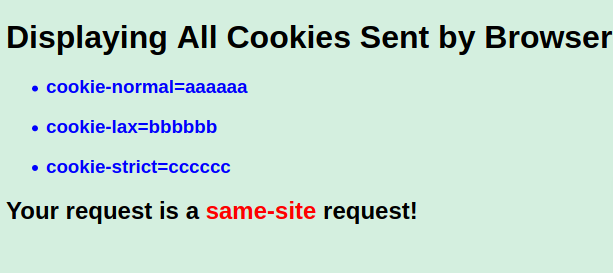 Displaying All Cookies Sent by Browser
cookie-normal=aaaaaa
cookie-lax=bbbbbb
cookie-strict=cccccc
Your request is a same-site request!